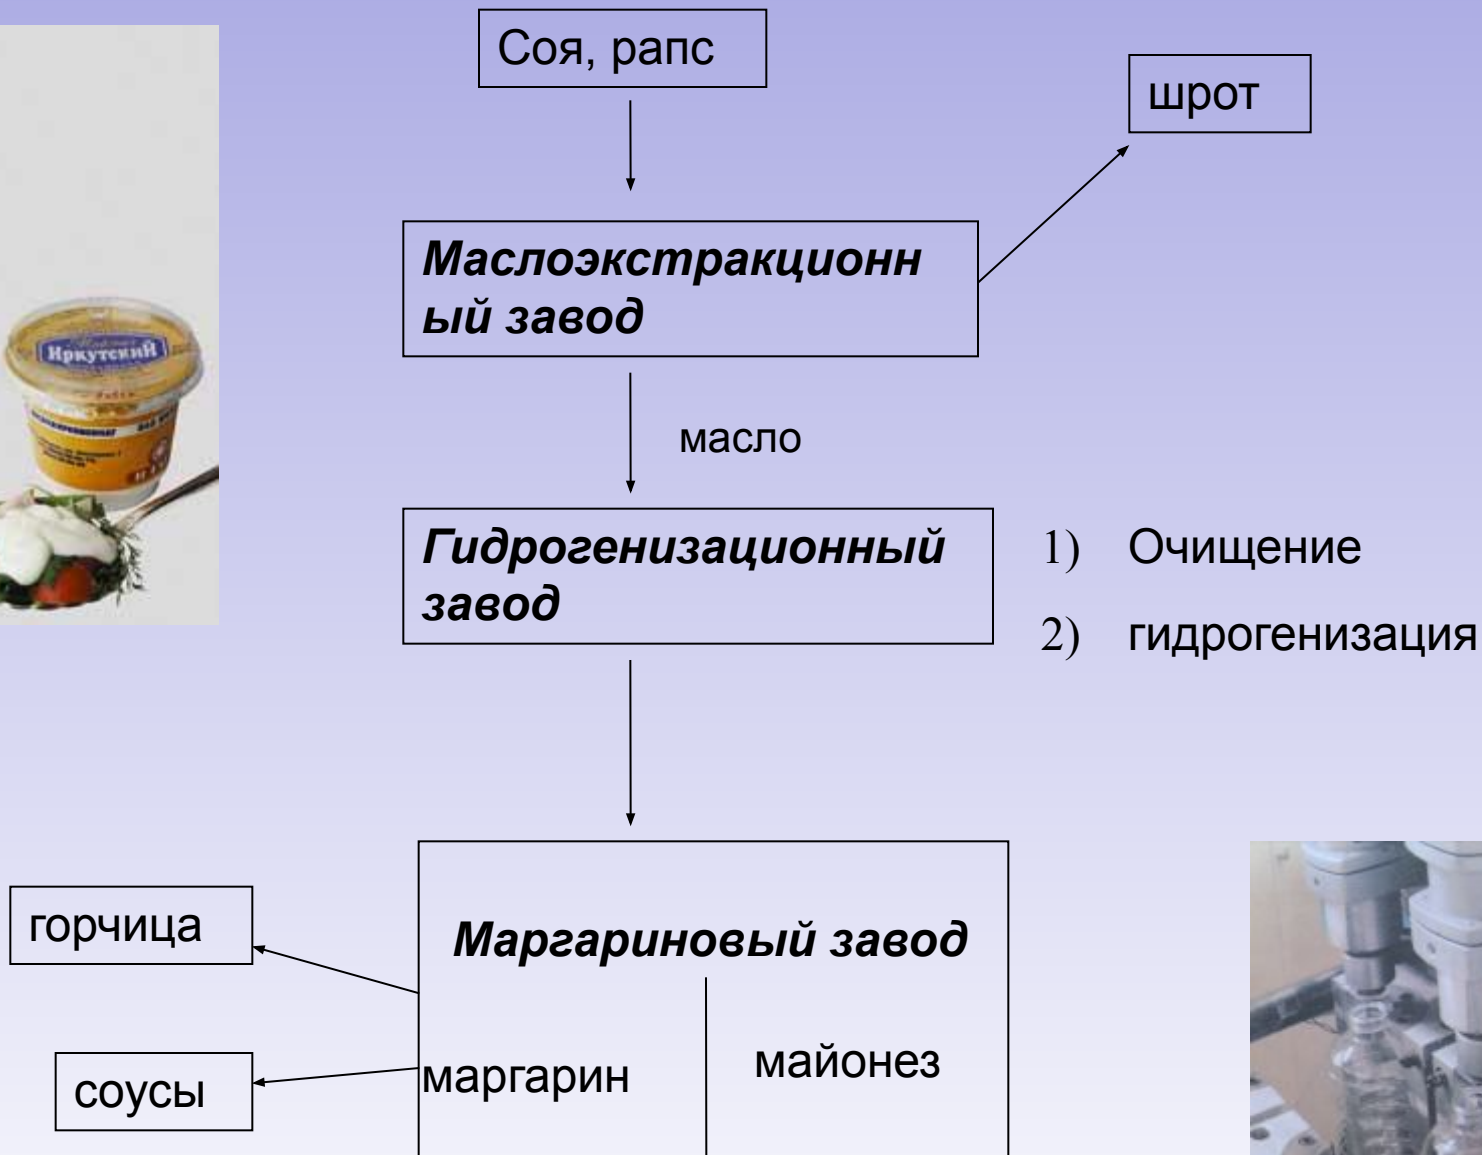 Соя, рапс
шрот
Маслоэкстракционн
ый завод
Иркутский
масло
Гидрогенизационный
завод
1) Очищение
2) гидрогенизация
горчица
Маргариновый завод
соусы
маргарин
майонез